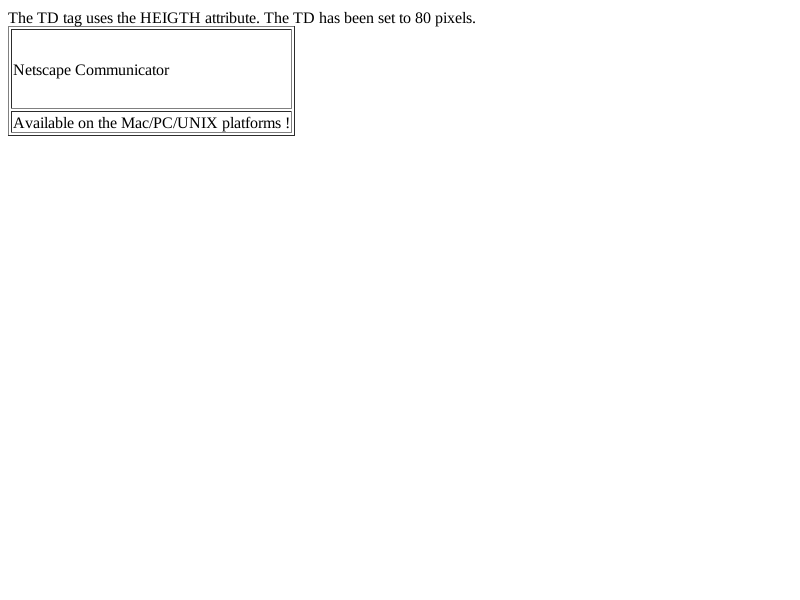 The TD tag uses the HEIGTH attribute. The TD has been set to 80 pixels.
Netscape Communicator
Available on the Mac/PC/UNIX platforms !